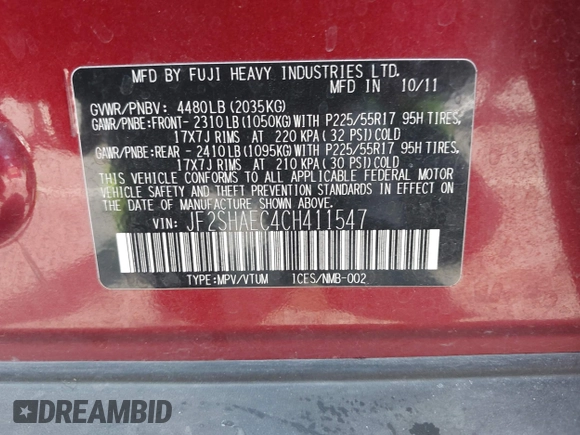 MFD BY FUJI HEAVY INDUSTRIES LTD.
MADE IN 10/11
GVWR/PNBV: 4480LB(2035KG)
GAWR/PNBE:FRONT-2310LB(1050KG)WITH P225/55R17 95H TIRES,
17X7J RIMS AT 220 KPA(32 PSI)COLD
GAWR/PNBE:REAR -2410LB(1095KG)WITH P225/55R17 95H TIRES,
17X7J RIMS AT 210 KPA(30 PSI)COLD
THIS VEHICLE CONFORMS TO ALL APPLICABLE FEDERAL MOTOR
VEHICLE SAFETY AND THEFT PREVENTION STANDARDS IN EFFECT ON
THE DATE OF MANUFACTURE SHOWN ABOVE.
VIN: JF2SHAEC4CH411547
TYPE:MPV/VTUM 1CES/NMB-002
DREAMBID